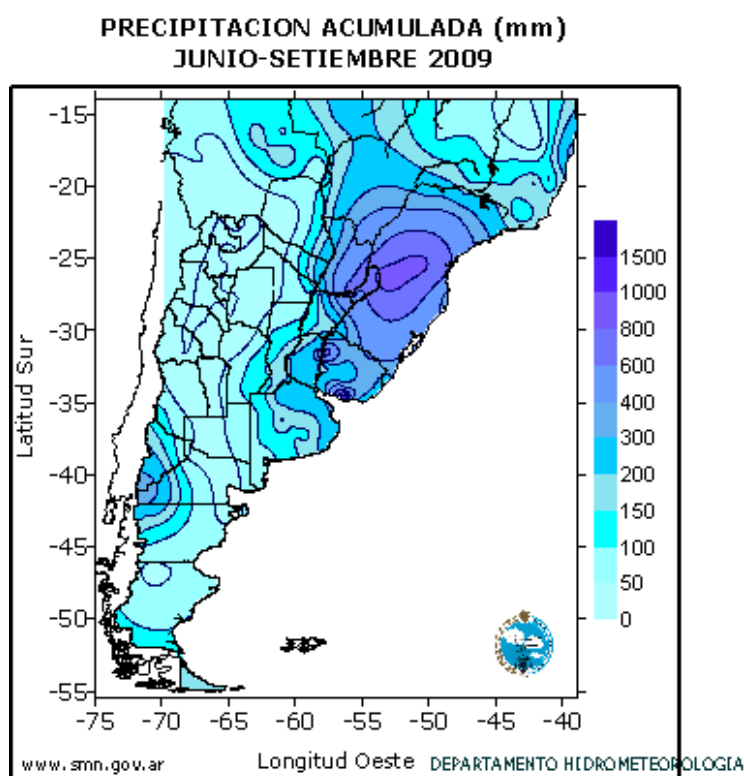 PRECIPITACION ACUMULADA (mm)
JUNIO-SETIEMBRE 2009
-15
-20
-25
-30
-35
-40
-45
-50
-55
Latitud Sur
-75 -70 -65 -60 -55 -50 -45 -40
Longitud Oeste
1500
1000
800
600
400
300
200
150
100
50
0
www.smn.gov.ar
DEPARTAMENTO HIDROMETEOROLOGIA